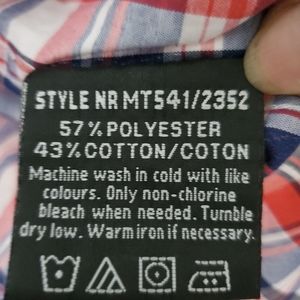 STYLE NR MT541/2352
57% POLYESTER
43% COTTON/COTON
Machine wash in cold with like
colours. Only non-chlorine
bleach when needed. Tumble
dry low. Warm iron if necessary.